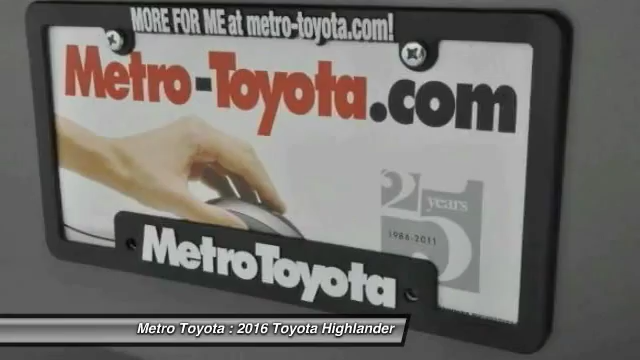 MORE FOR ME at metro-toyota.com!
Metro-Toyota.com
25 years
1986-2011
MetroToyota
Metro Toyota : 2016 Toyota Highlander